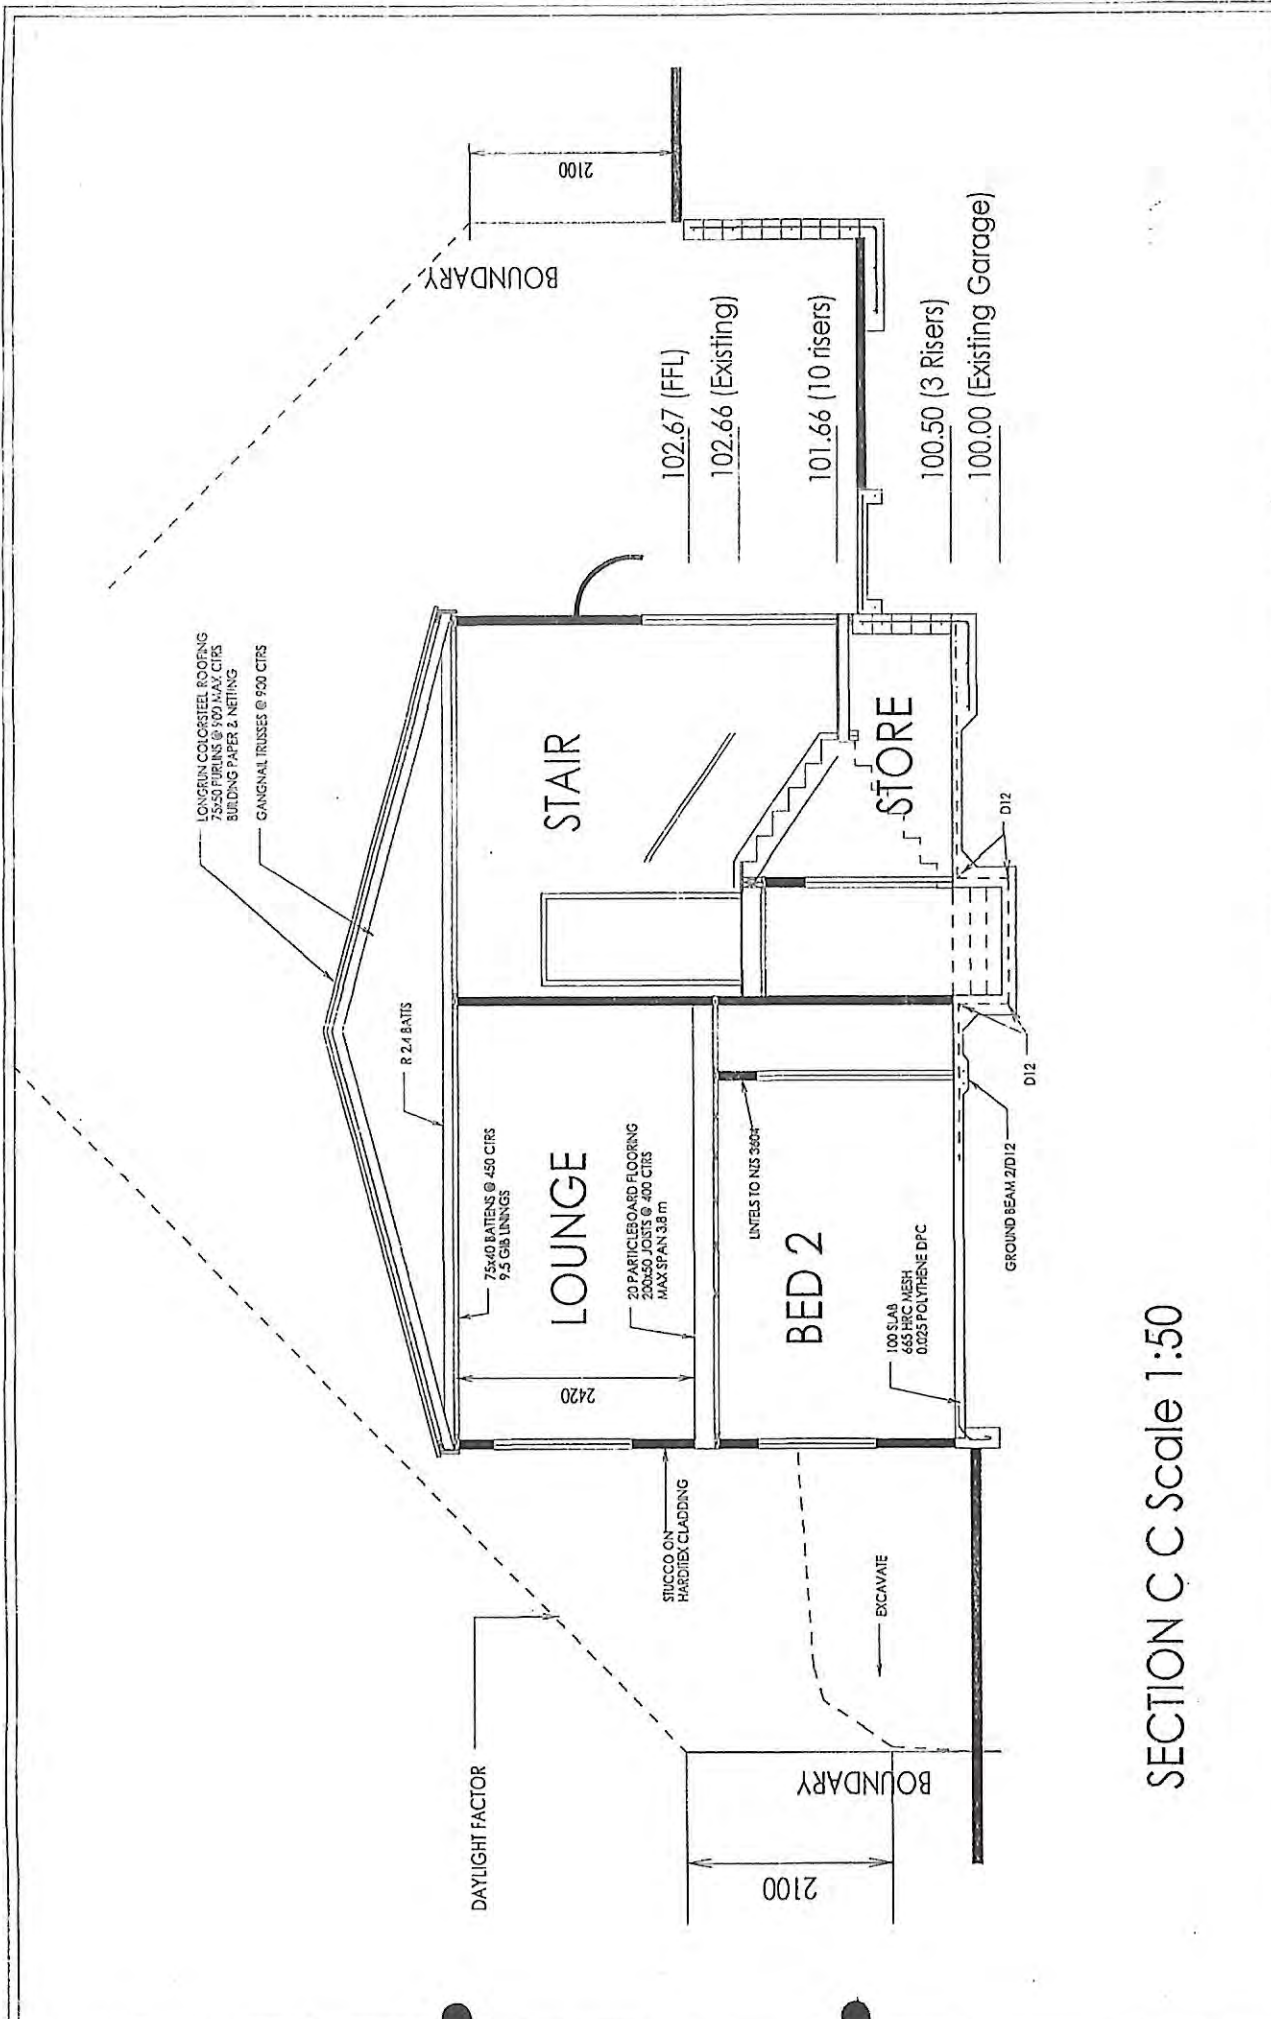 LONGRUN COLORSTEEL ROOFING
75x50 PURLINS @ 900 MAX CTRS
BUILDING PAPER & NETTING
GANGNAIL TRUSSES @ 900 CTRS
R 2.4 BATTS
DAYLIGHT FACTOR
75x40 BATTENS @ 450 CTRS
9.5 GIB LININGS
LOUNGE
2420
STAIR
BOUNDARY
2100
20 PARTICLEBOARD FLOORING
200x50 JOISTS @ 400 CTRS
MAX SPAN 3.8 m
STUCCO ON
HARDITEX CLADDING
102.67 (FFL)
102.66 (Existing)
101.66 (10 risers)
100.50 (3 Risers)
100.00 (Existing Garage)
LINTELS TO NZS 3604
BED 2
STORE
2100
BOUNDARY
EXCAVATE
100 SLAB
665 HRC MESH
0.025 POLYTHENE DPC
GROUND BEAM 2/D12
D12
D12
SECTION C C Scale 1:50